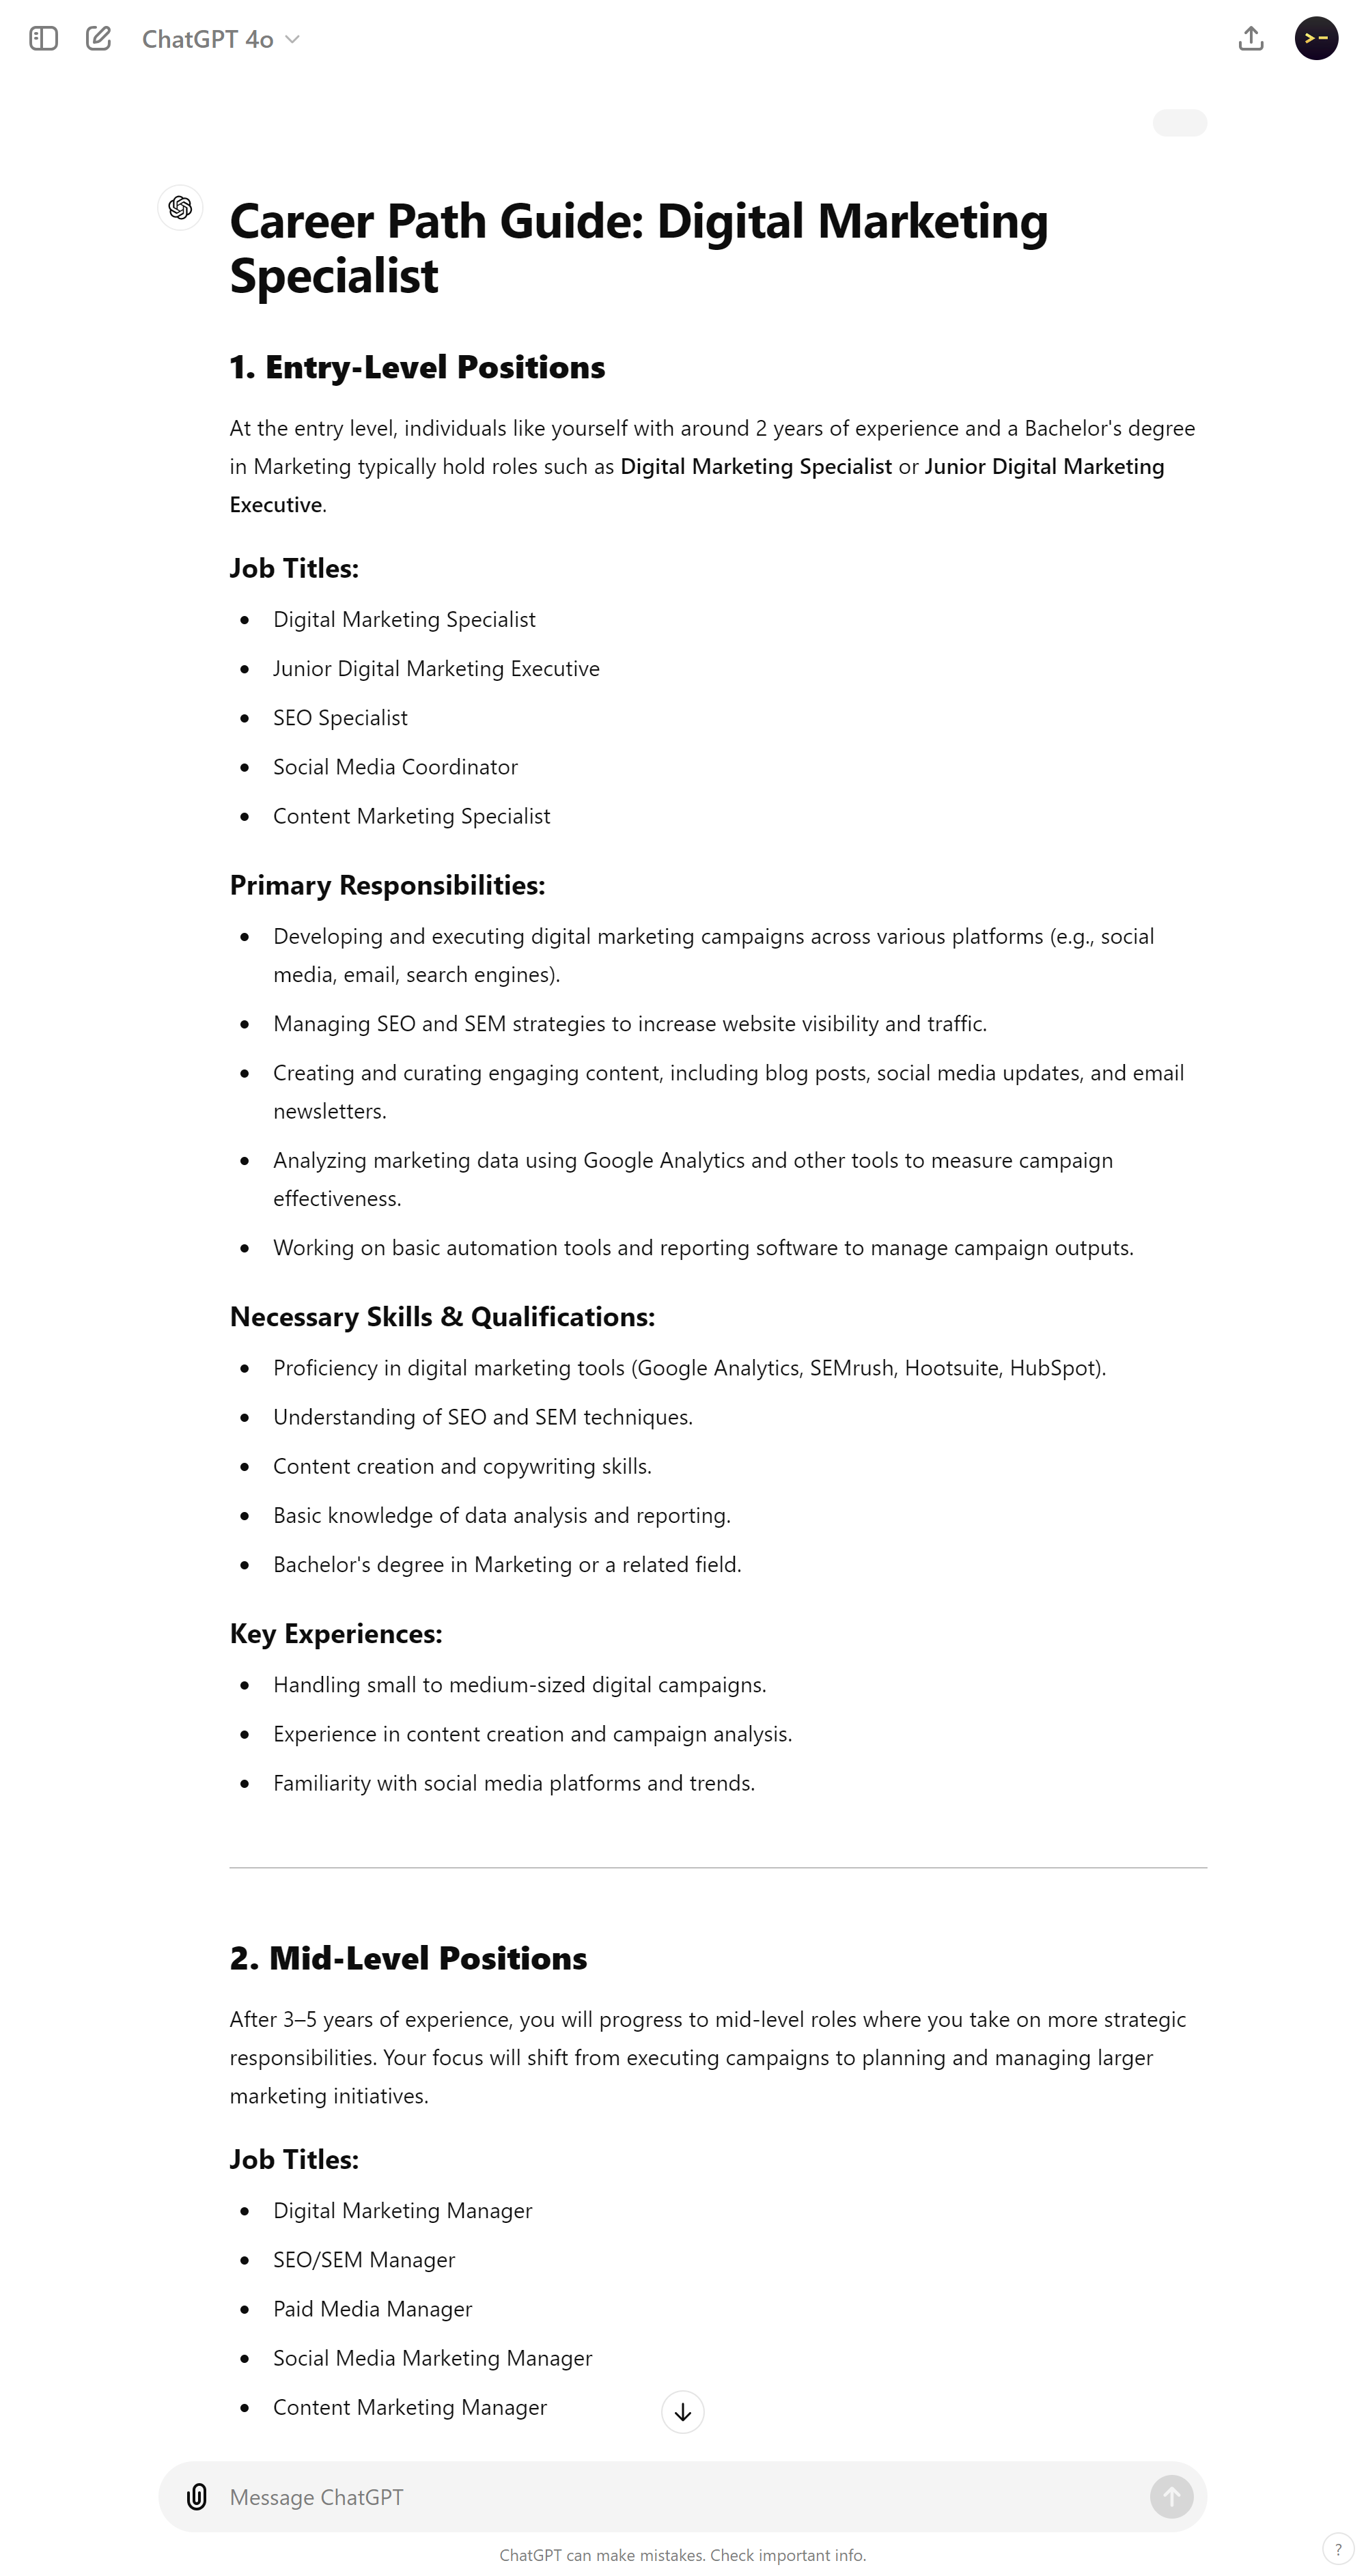 ChatGPT 4o
Career Path Guide: Digital Marketing
Specialist
1. Entry-Level Positions
At the entry level, individuals like yourself with around 2 years of experience and a Bachelor's degree
in Marketing typically hold roles such as Digital Marketing Specialist or Junior Digital Marketing
Executive.
Job Titles:
• Digital Marketing Specialist
• Junior Digital Marketing Executive
• SEO Specialist
• Social Media Coordinator
• Content Marketing Specialist
Primary Responsibilities:
• Developing and executing digital marketing campaigns across various platforms (e.g., social
media, email, search engines).
• Managing SEO and SEM strategies to increase website visibility and traffic.
• Creating and curating engaging content, including blog posts, social media updates, and email
newsletters.
• Analyzing marketing data using Google Analytics and other tools to measure campaign
effectiveness.
• Working on basic automation tools and reporting software to manage campaign outputs.
Necessary Skills & Qualifications:
• Proficiency in digital marketing tools (Google Analytics, SEMrush, Hootsuite, HubSpot).
• Understanding of SEO and SEM techniques.
• Content creation and copywriting skills.
• Basic knowledge of data analysis and reporting.
• Bachelor's degree in Marketing or a related field.
Key Experiences:
• Handling small to medium-sized digital campaigns.
• Experience in content creation and campaign analysis.
• Familiarity with social media platforms and trends.
2. Mid-Level Positions
After 3–5 years of experience, you will progress to mid-level roles where you take on more strategic
responsibilities. Your focus will shift from executing campaigns to planning and managing larger
marketing initiatives.
Job Titles:
• Digital Marketing Manager
• SEO/SEM Manager
• Paid Media Manager
• Social Media Marketing Manager
• Content Marketing Manager
Message ChatGPT
ChatGPT can make mistakes. Check important info.
?